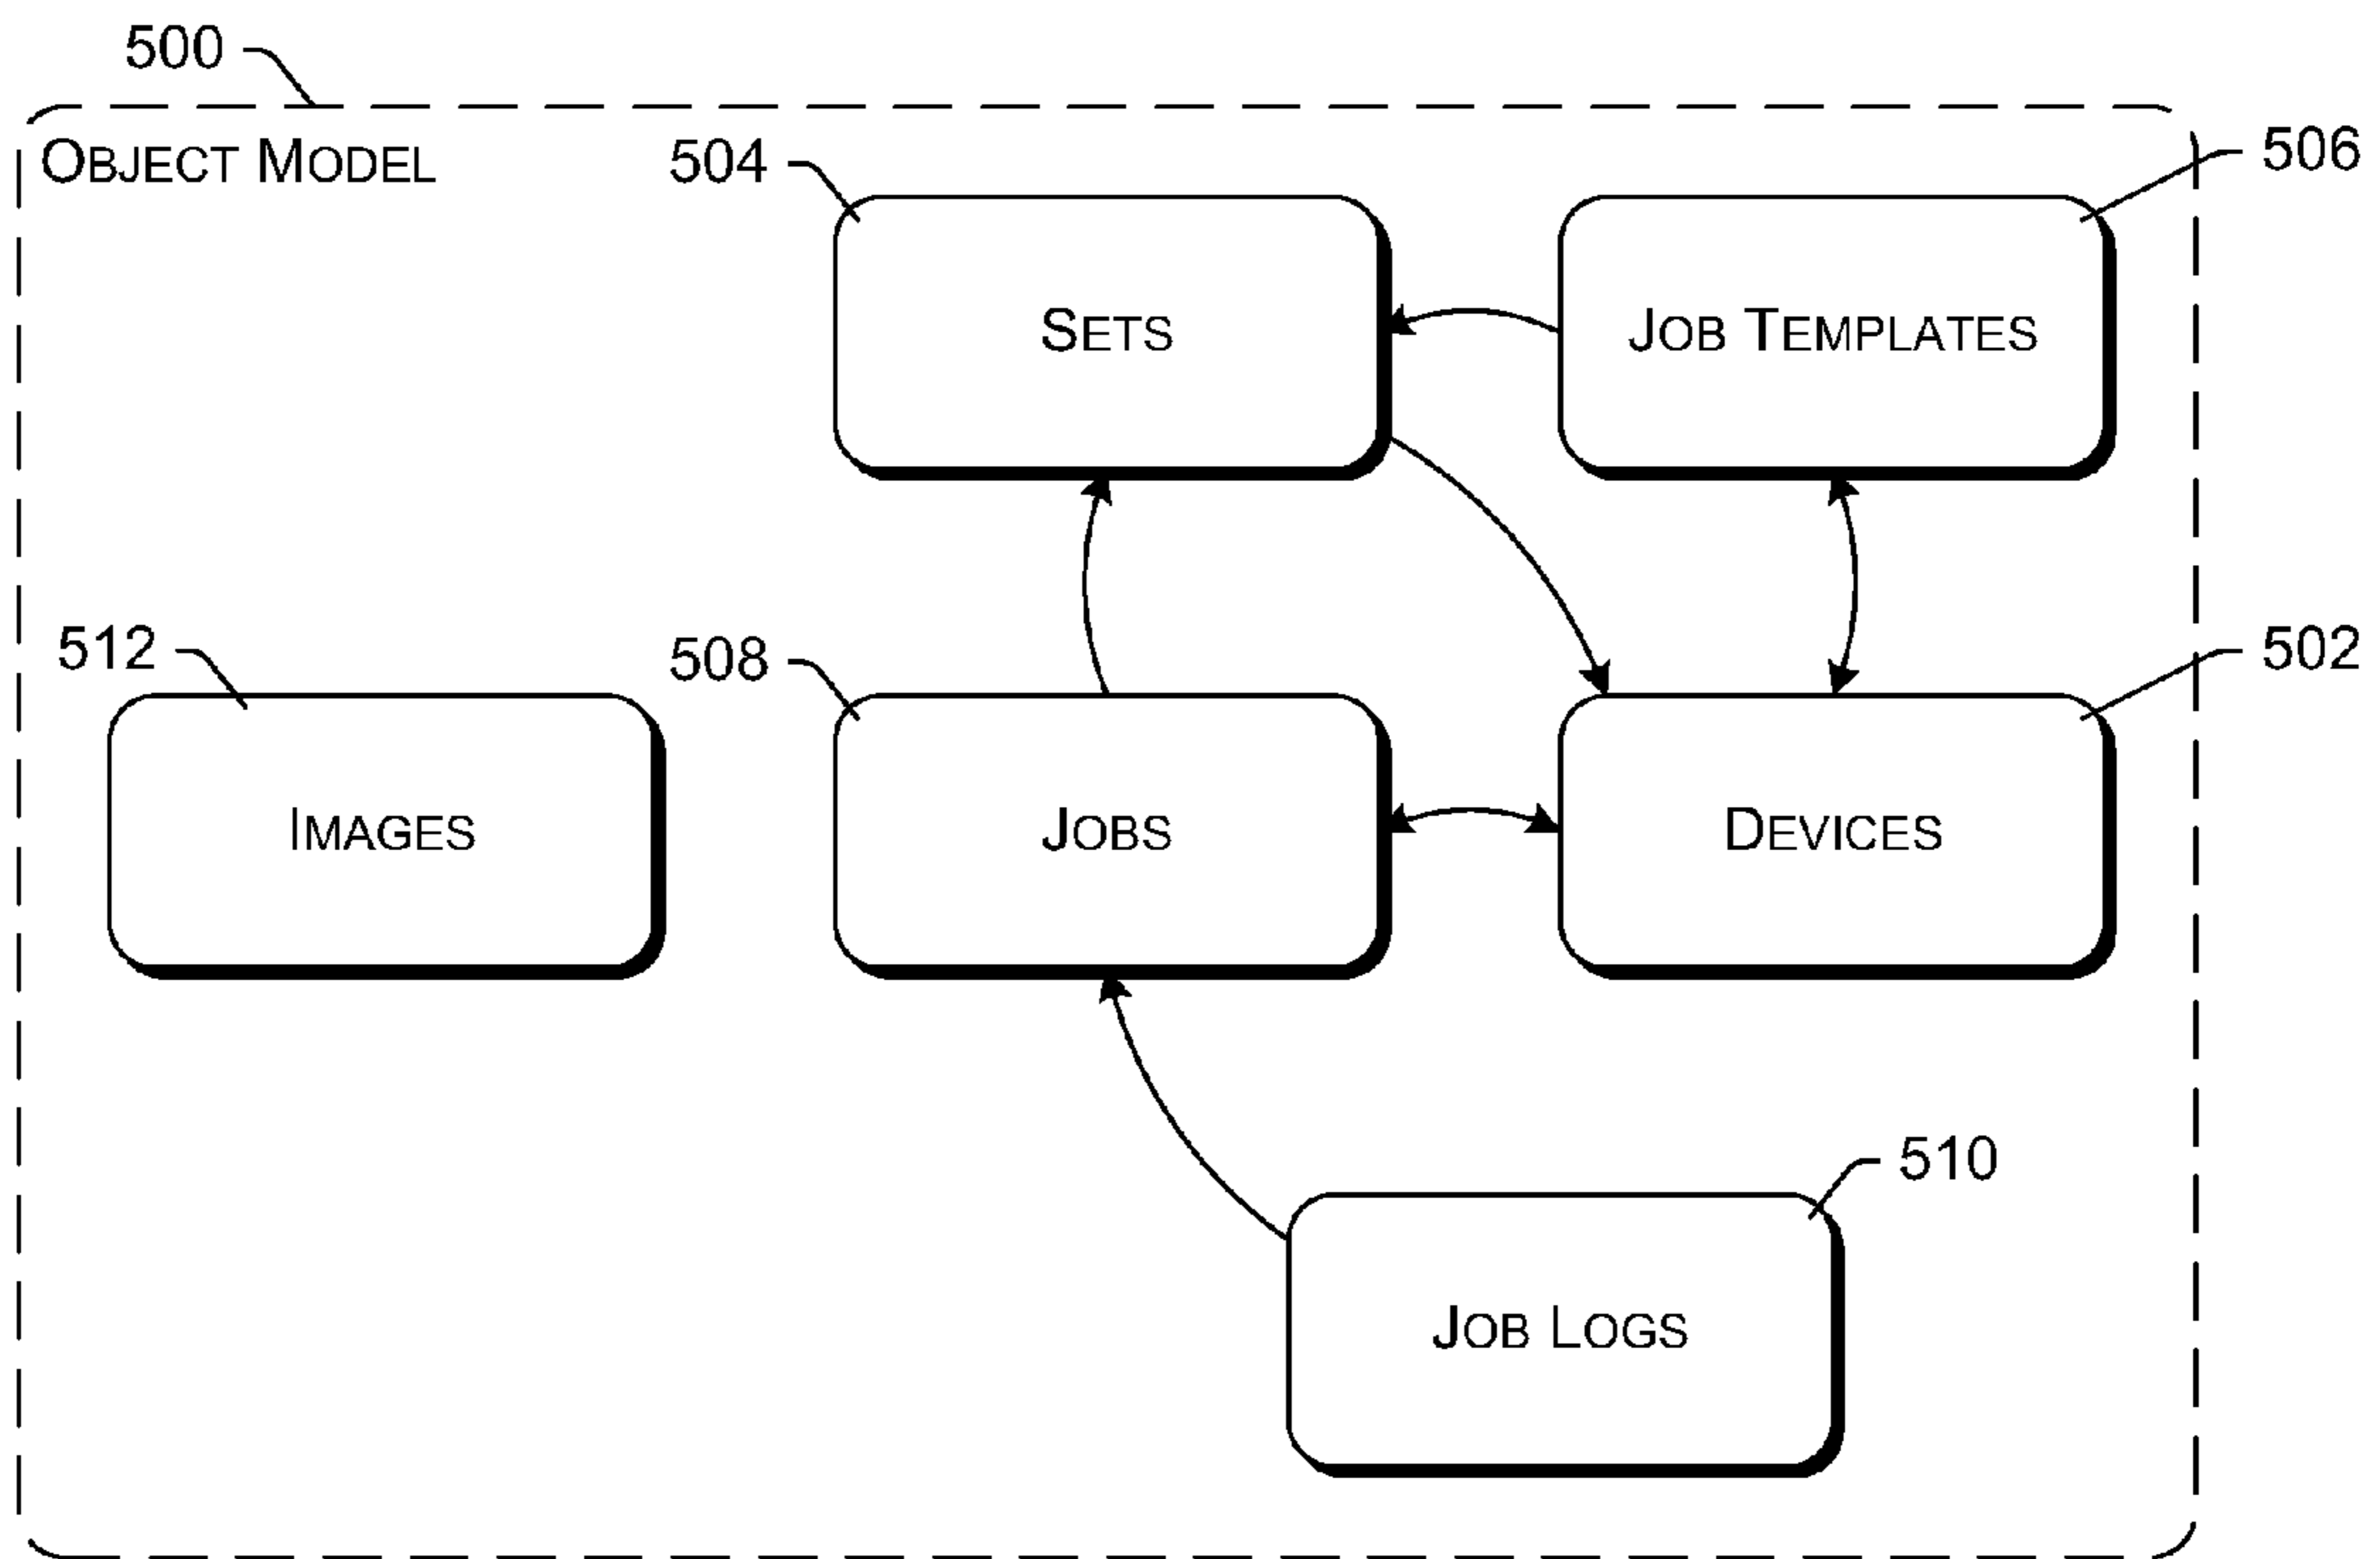 500
OBJECT MODEL
504
506
SETS
JOB TEMPLATES
512
508
502
IMAGES
JOBS
DEVICES
510
JOB LOGS